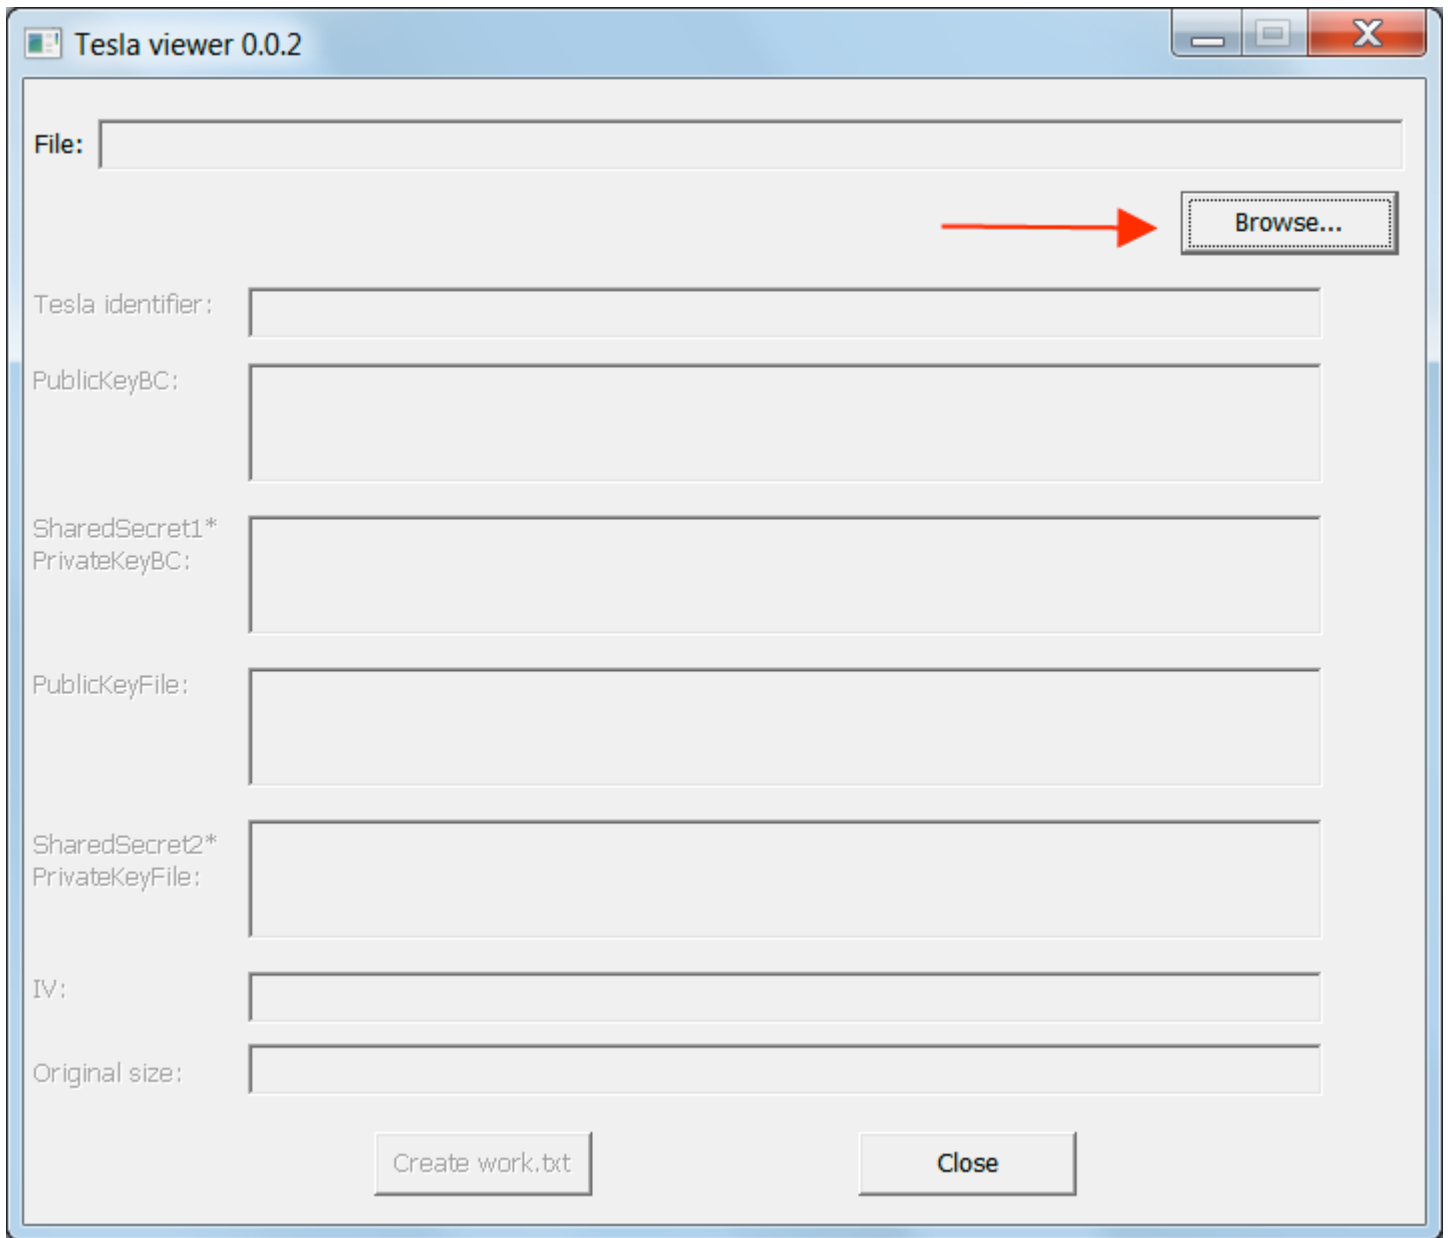 Tesla viewer 0.0.2
File:
Browse...
Tesla identifier:
PublicKeyBC:
SharedSecret1*
PrivateKeyBC:
PublicKeyFile:
SharedSecret2*
PrivateKeyFile:
IV:
Original size:
Create work.txt
Close